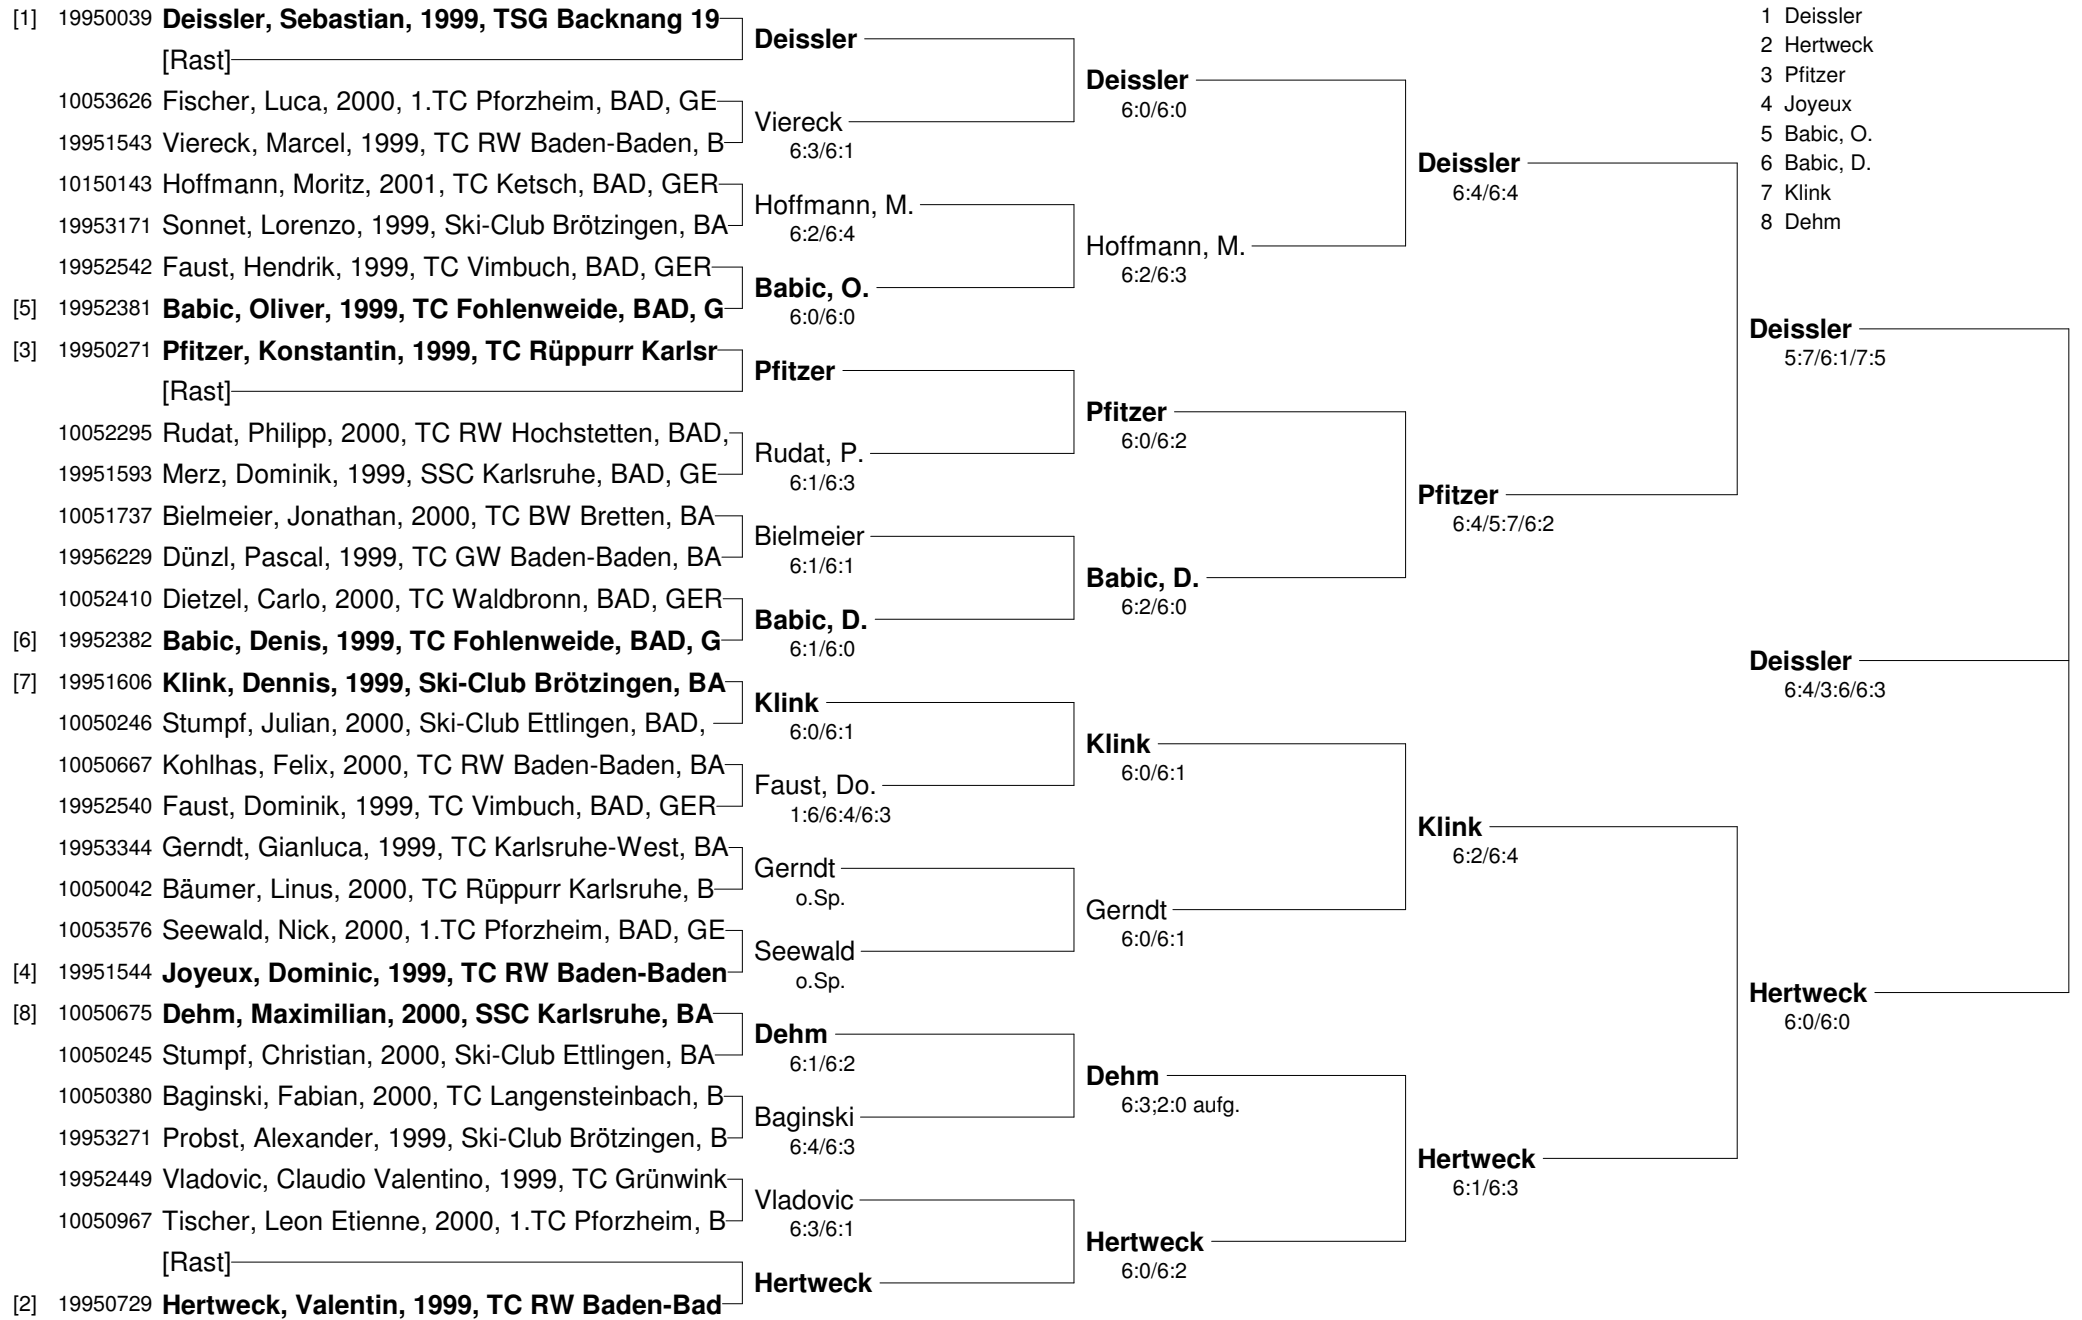 [1] 19950039 Deissler, Sebastian, 1999, TSG Backnang 19
[Rast]
10053626 Fischer, Luca, 2000, 1.TC Pforzheim, BAD, GE
19951543 Viereck, Marcel, 1999, TC RW Baden-Baden, B
10150143 Hoffmann, Moritz, 2001, TC Ketsch, BAD, GER
19953171 Sonnet, Lorenzo, 1999, Ski-Club Brötzingen, BA
19952542 Faust, Hendrik, 1999, TC Vimbuch, BAD, GER
[5] 19952381 Babic, Oliver, 1999, TC Fohlenweide, BAD, G
[3] 19950271 Pfitzer, Konstantin, 1999, TC Rüppurr Karlsr
[Rast]
10052295 Rudat, Philipp, 2000, TC RW Hochstetten, BAD,
19951593 Merz, Dominik, 1999, SSC Karlsruhe, BAD, GE
10051737 Bielmeier, Jonathan, 2000, TC BW Bretten, BA
19956229 Dünzl, Pascal, 1999, TC GW Baden-Baden, BA
10052410 Dietzel, Carlo, 2000, TC Waldbronn, BAD, GER
[6] 19952382 Babic, Denis, 1999, TC Fohlenweide, BAD, G
[7] 19951606 Klink, Dennis, 1999, Ski-Club Brötzingen, BA
10050246 Stumpf, Julian, 2000, Ski-Club Ettlingen, BAD,
10050667 Kohlhas, Felix, 2000, TC RW Baden-Baden, BA
19952540 Faust, Dominik, 1999, TC Vimbuch, BAD, GER
19953344 Gerndt, Gianluca, 1999, TC Karlsruhe-West, BA
10050042 Bäumer, Linus, 2000, TC Rüppurr Karlsruhe, B
10053576 Seewald, Nick, 2000, 1.TC Pforzheim, BAD, GE
[4] 19951544 Joyeux, Dominic, 1999, TC RW Baden-Baden
[8] 10050675 Dehm, Maximilian, 2000, SSC Karlsruhe, BA
10050245 Stumpf, Christian, 2000, Ski-Club Ettlingen, BA
10050380 Baginski, Fabian, 2000, TC Langensteinbach, B
19953271 Probst, Alexander, 1999, Ski-Club Brötzingen, B
19952449 Vladovic, Claudio Valentino, 1999, TC Grünwink
10050967 Tischer, Leon Etienne, 2000, 1.TC Pforzheim, B
[Rast]
[2] 19950729 Hertweck, Valentin, 1999, TC RW Baden-Bad
Deissler
Viereck
6:3/6:1
Hoffmann, M.
6:2/6:4
Babic, O.
6:0/6:0
Pfitzer
Rudat, P.
6:1/6:3
Bielmeier
6:1/6:1
Babic, D.
6:1/6:0
Klink
6:0/6:1
Faust, Do.
1:6/6:4/6:3
Gerndt
o.Sp.
Seewald
o.Sp.
Dehm
6:1/6:2
Baginski
6:4/6:3
Vladovic
6:3/6:1
Hertweck
Deissler
6:0/6:0
Hoffmann, M.
6:2/6:3
Pfitzer
6:0/6:2
Babic, D.
6:2/6:0
Klink
6:0/6:1
Gerndt
6:0/6:1
Dehm
6:3;2:0 aufg.
Hertweck
6:0/6:2
Deissler
6:4/6:4
Pfitzer
6:4/5:7/6:2
Klink
6:2/6:4
Hertweck
6:1/6:3
1 Deissler
2 Hertweck
3 Pfitzer
4 Joyeux
5 Babic, O.
6 Babic, D.
7 Klink
8 Dehm
Deissler
5:7/6:1/7:5
Deissler
6:4/3:6/6:3
Hertweck
6:0/6:0